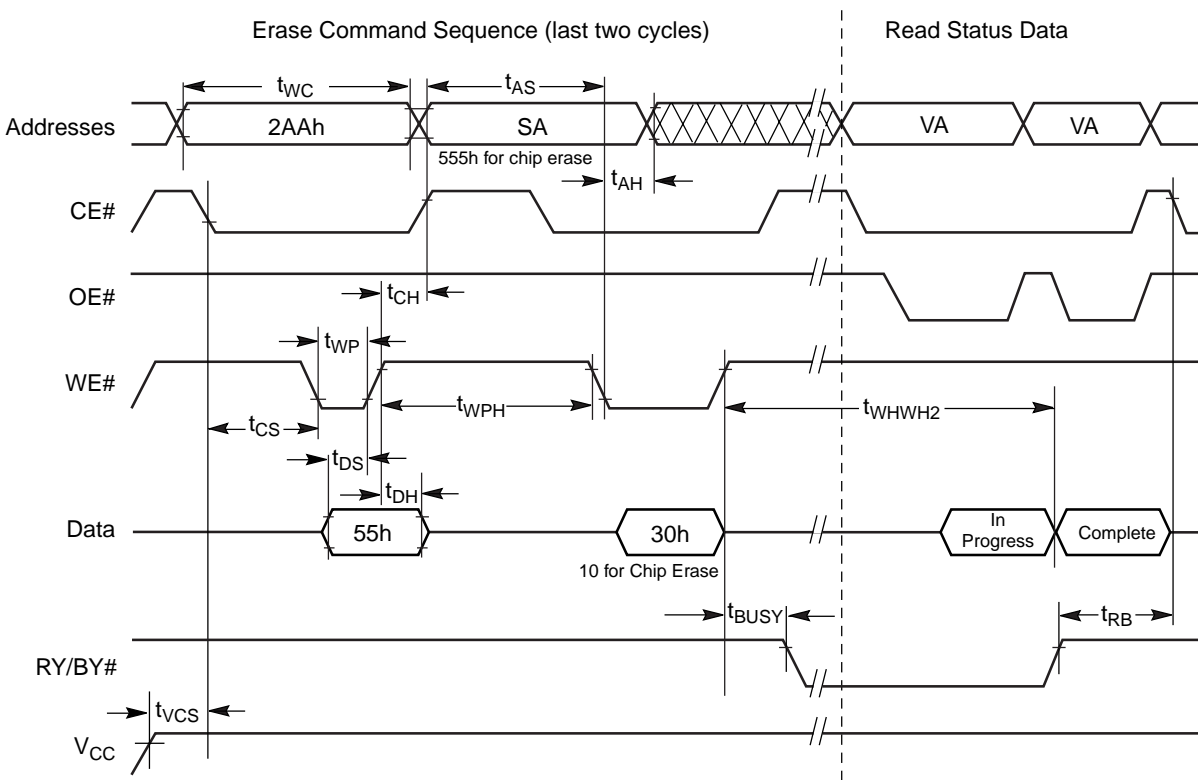 Erase Command Sequence (last two cycles)
Read Status Data
tWC
tAS
Addresses
2AAh
SA
VA
VA
555h for chip erase
tAH
CE#
OE#
tCH
tWP
WE#
tWPH
tWHWH2
tCS
tDS
tDH
Data
55h
30h
In
Progress
Complete
10 for Chip Erase
tBUSY
tRB
RY/BY#
tVCS
VCC